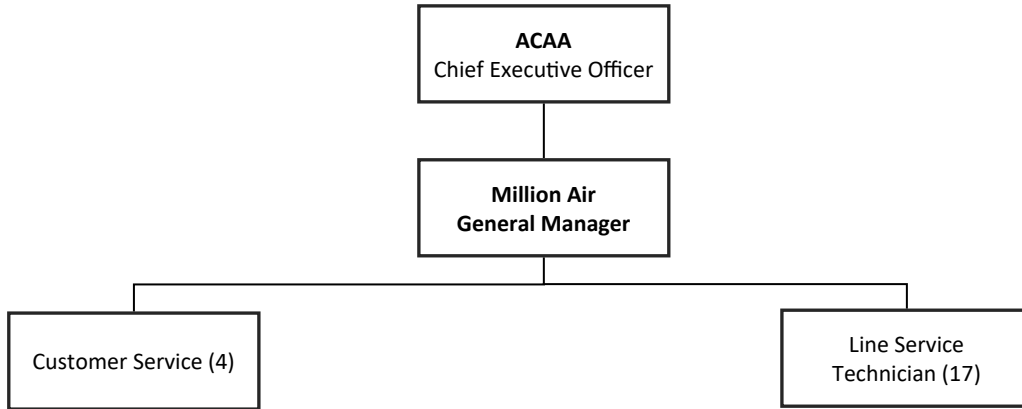 ACAA
Chief Executive Officer
Million Air
General Manager
Customer Service (4)
Line Service
Technician (17)